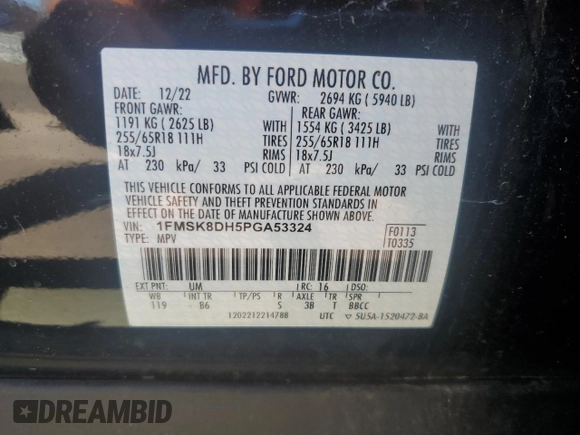 MFD. BY FORD MOTOR CO.
DATE: 12/22 GVWR: 2694 KG ( 5940 LB)
FRONT GAWR: REAR GAWR:
1191 KG ( 2625 LB) WITH 1554 KG ( 3425 LB) WITH
255/65R18 111H TIRES 255/65R18 111H TIRES
18x7.5J RIMS 18x7.5J RIMS
AT 230 kPa/ 33 PSI COLD AT 230 kPa/ 33 PSI COLD
THIS VEHICLE CONFORMS TO ALL APPLICABLE FEDERAL MOTOR
VEHICLE SAFETY AND THEFT PREVENTION STANDARDS IN
EFFECT ON THE DATE OF MANUFACTURE SHOWN ABOVE.
VIN: 1FMSK8DH5PGA53324 F0113
TYPE: MPV T0335
EXT PNT: UM RC: 16 DSO:
WB INT TR TP/PS R AXLE TR SPR
119 B6 S 3B T BBCC
1202212214788 UTC ▽ 5U5A-1520472-BA
DREAMBID